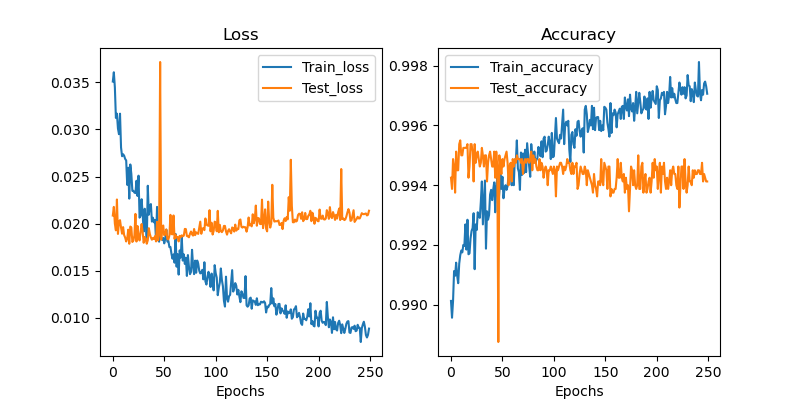 Loss
Accuracy
Train_loss
Test_loss
Train_accuracy
Test_accuracy
0.035
0.030
0.025
0.020
0.015
0.010
0.998
0.996
0.994
0.992
0.990
0 50 100 150 200 250
0 50 100 150 200 250
Epochs
Epochs